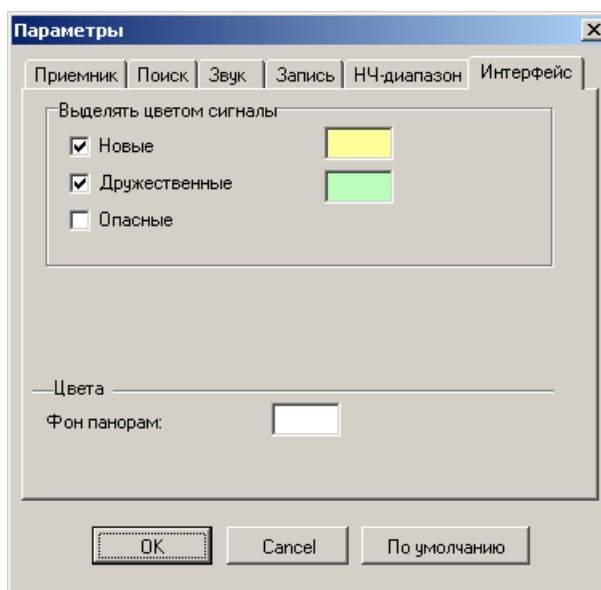 Параметры
Приемник Поиск Звук Запись НЧ-диапазон Интерфейс
Выделять цветом сигналы
Новые
Дружественные
Опасные
Цвета
Фон панорам:
OK Cancel По умолчанию